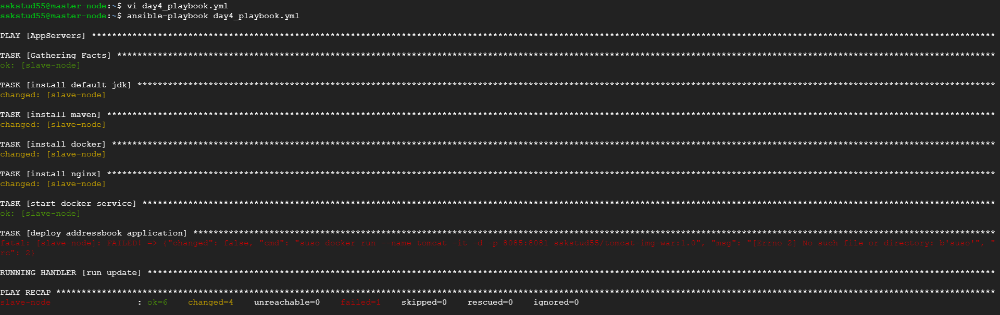 sskstud55@master-node:~$ vi day4_playbook.yml
sskstud55@master-node:~$ ansible-playbook day4_playbook.yml
PLAY [AppServers] **********************************************************************************************************************************************************************************
TASK [Gathering Facts] *****************************************************************************************************************************************************************************
ok: [slave-node]
TASK [install default jdk] *************************************************************************************************************************************************************************
changed: [slave-node]
TASK [install maven] *******************************************************************************************************************************************************************************
changed: [slave-node]
TASK [install docker] ******************************************************************************************************************************************************************************
changed: [slave-node]
TASK [install nginx] *******************************************************************************************************************************************************************************
changed: [slave-node]
TASK [start docker service] ************************************************************************************************************************************************************************
ok: [slave-node]
TASK [deploy addressbook application] **************************************************************************************************************************************************************
fatal: [slave-node]: FAILED! => {"changed": false, "cmd": "suso docker run --name tomcat -it -d -p 8085:8081 sskstud55/tomcat-img-war:1.0", "msg": "[Errno 2] No such file or directory: b'suso'", "
rc": 2}
RUNNING HANDLER [run update] ***********************************************************************************************************************************************************************
PLAY RECAP *****************************************************************************************************************************************************************************************
slave-node                 : ok=6    changed=4    unreachable=0    failed=1    skipped=0    rescued=0    ignored=0